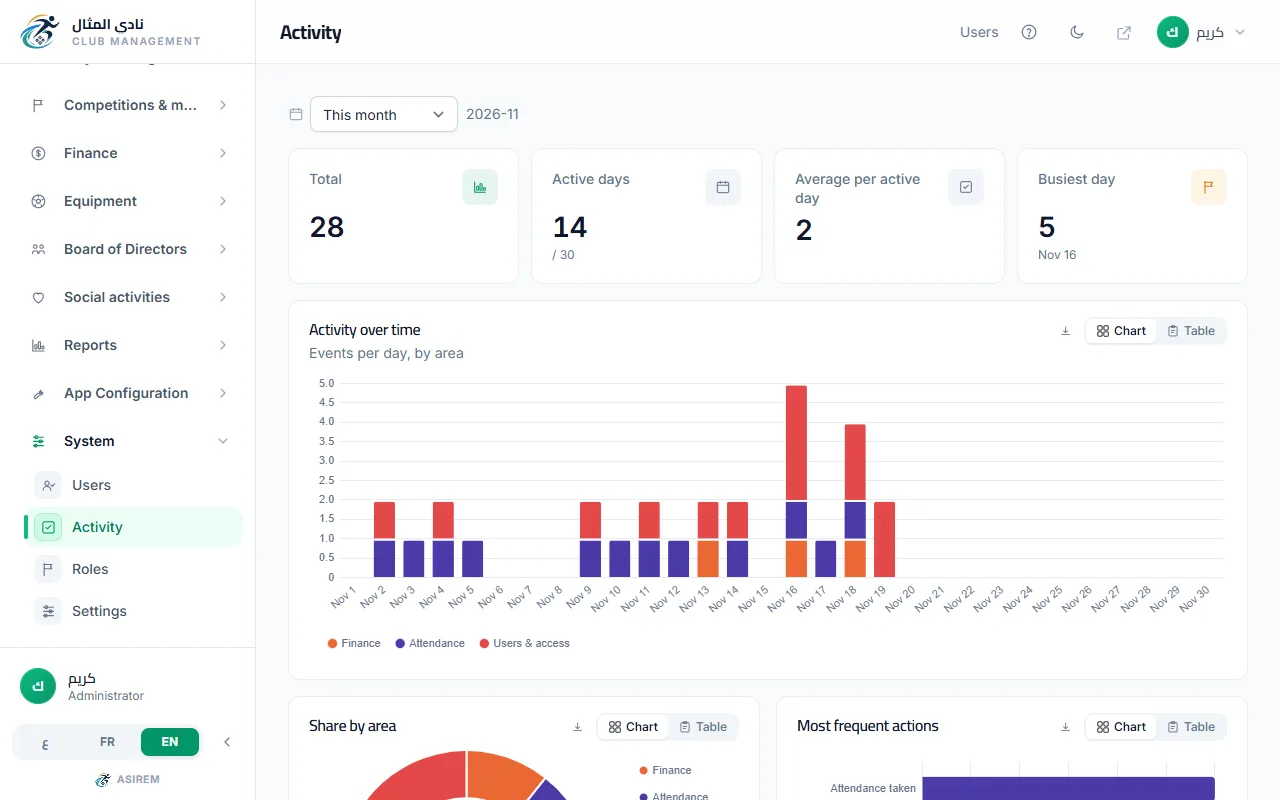 نادي المثال
CLUB MANAGEMENT
Activity
Users
ك
كريم
Competitions & m...
Finance
Equipment
Board of Directors
Social activities
Reports
App Configuration
System
Users
Activity
Roles
Settings
ك
كريم
Administrator
ع
FR
EN
ASIREM
This month
2026-11
Total
28
Active days
14
/ 30
Average per active
day
2
Busiest day
5
Nov 16
Activity over time
Events per day, by area
Chart
Table
5.0
4.5
4.0
3.5
3.0
2.5
2.0
1.5
1.0
0.5
0
Nov 1
Nov 2
Nov 3
Nov 4
Nov 5
Nov 6
Nov 7
Nov 8
Nov 9
Nov 10
Nov 11
Nov 12
Nov 13
Nov 14
Nov 15
Nov 16
Nov 17
Nov 18
Nov 19
Nov 20
Nov 21
Nov 22
Nov 23
Nov 24
Nov 25
Nov 26
Nov 27
Nov 28
Nov 29
Nov 30
Finance
Attendance
Users & access
Share by area
Chart
Table
Finance
Attendance
Most frequent actions
Chart
Table
Attendance taken